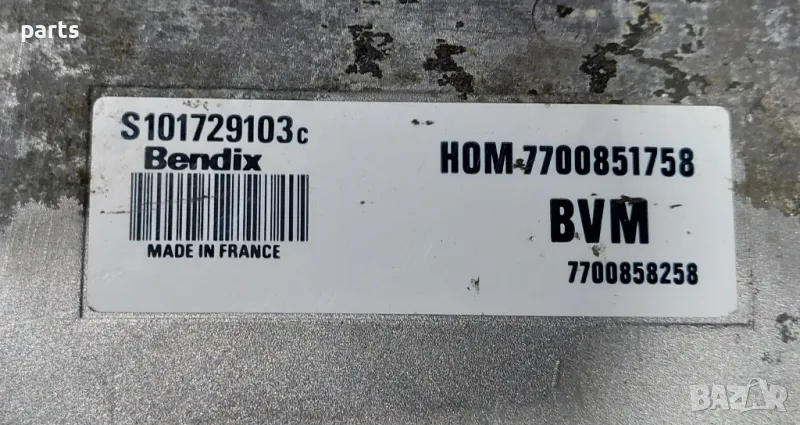 parts
S101729103c
Bendix
MADE IN FRANCE
HOM-7700851758
BVM
7700858258
BAZAR